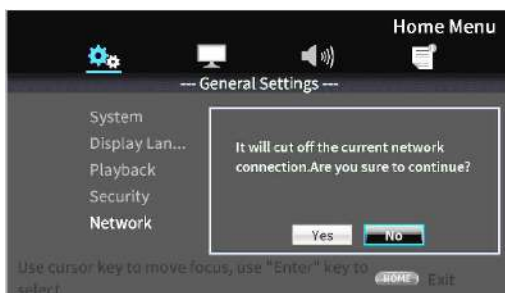 Home Menu
--- General Settings ---
System
Display Lan...
Playback
Security
Network
It will cut off the current network
connection.Are you sure to continue?
Yes
No
Use cursor key to move focus, use "Enter" key to
select
HOME Exit